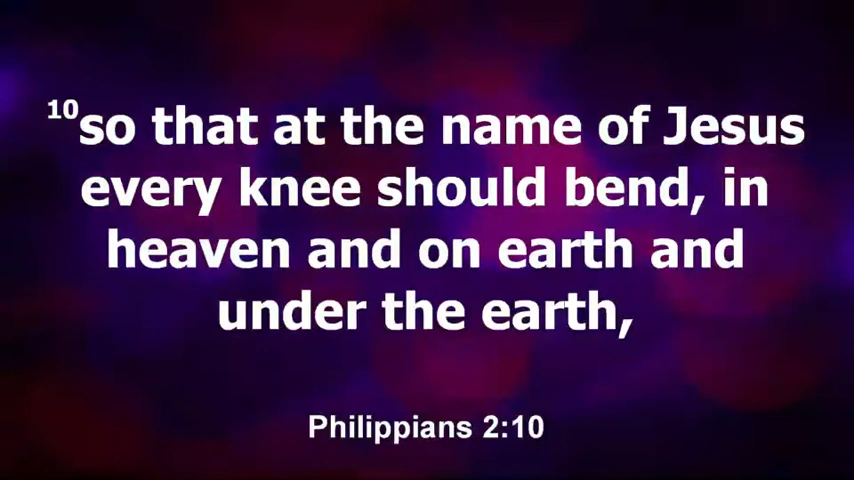 10so that at the name of Jesus
every knee should bend, in
heaven and on earth and
under the earth,
Philippians 2:10